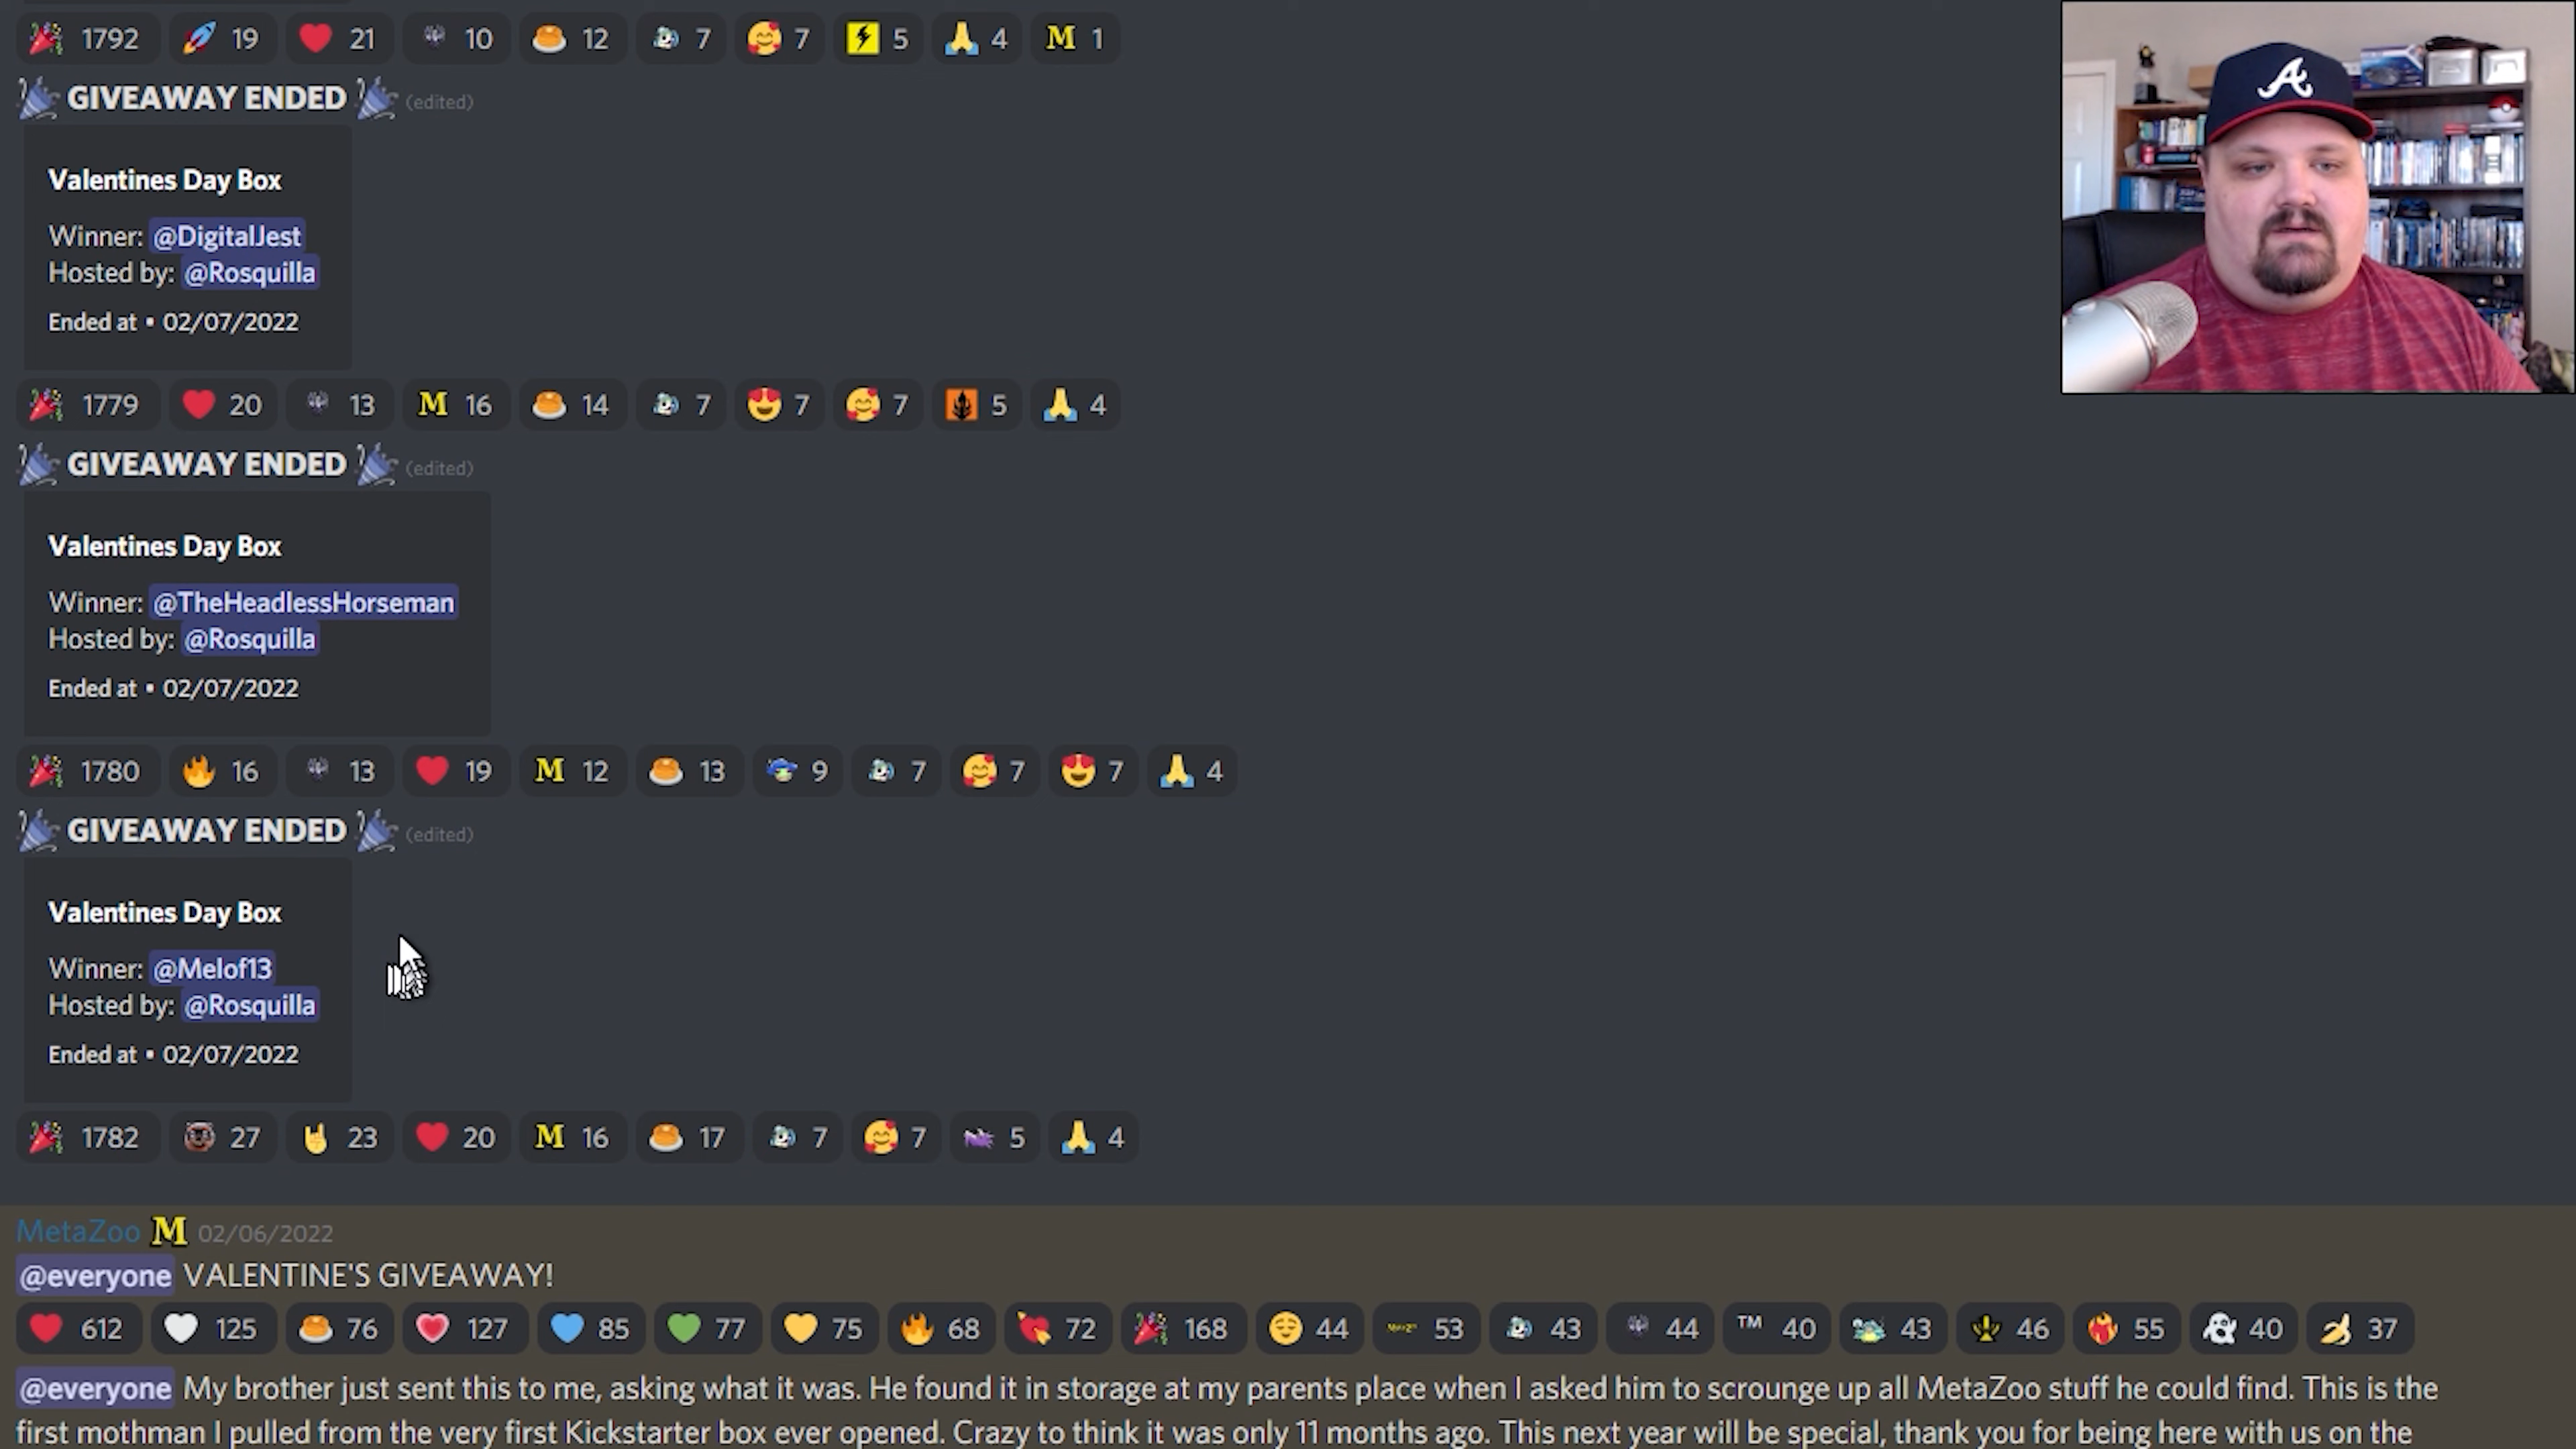 1792 19 21 10 12 7 7 5 4 M 1
GIVEAWAY ENDED (edited)
Valentines Day Box
Winner: @DigitalJest
Hosted by: @Rosquilla
Ended at • 02/07/2022
1779 20 13 M 16 14 7 7 7 5 4
GIVEAWAY ENDED (edited)
Valentines Day Box
Winner: @TheHeadlessHorseman
Hosted by: @Rosquilla
Ended at • 02/07/2022
1780 16 13 19 M 12 13 9 7 7 7 4
GIVEAWAY ENDED (edited)
Valentines Day Box
Winner: @Melof13
Hosted by: @Rosquilla
Ended at • 02/07/2022
1782 27 23 20 M 16 17 7 7 5 4
MetaZoo M 02/06/2022
@everyone VALENTINE'S GIVEAWAY!
612 125 76 127 85 77 75 68 72 168 44 53 43 44 TM 40 43 46 55 40 37
@everyone My brother just sent this to me, asking what it was. He found it in storage at my parents place when I asked him to scrounge up all MetaZoo stuff he could find. This is the
first mothman I pulled from the very first Kickstarter box ever opened. Crazy to think it was only 11 months ago. This next year will be special, thank you for being here with us on the
A